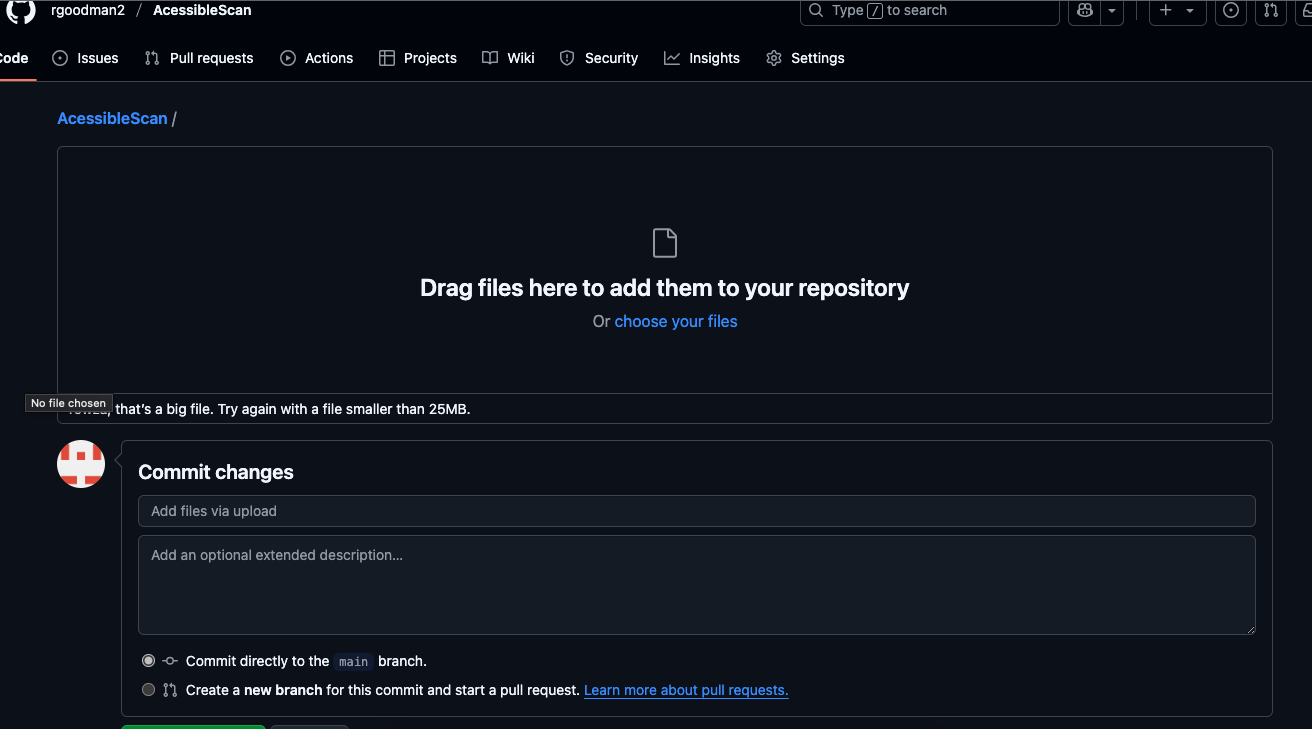 rgoodman2 / AcessibleScan
Type / to search
Code
Issues
Pull requests
Actions
Projects
Wiki
Security
Insights
Settings
AcessibleScan /
Drag files here to add them to your repository
Or choose your files
No file chosen
that's a big file. Try again with a file smaller than 25MB.
Commit changes
Add files via upload
Add an optional extended description...
Commit directly to the main branch.
Create a new branch for this commit and start a pull request. Learn more about pull requests.